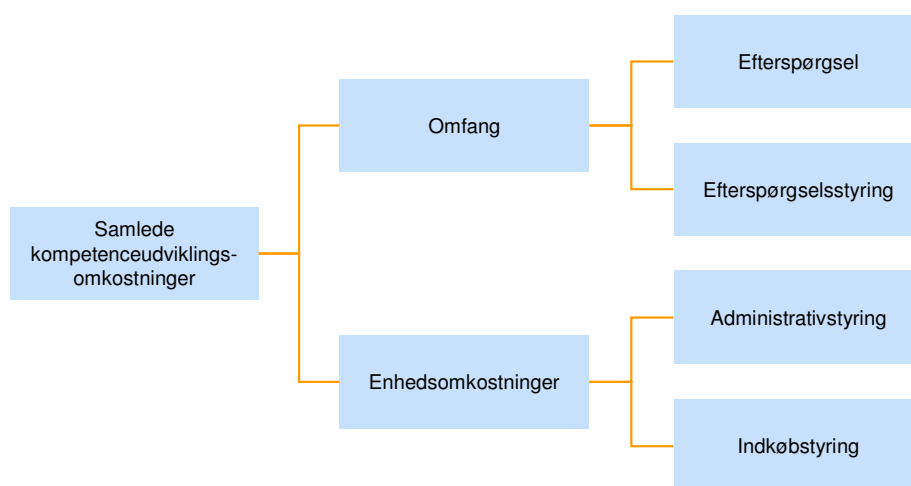 Samlede
kompetenceudviklings-
omkostninger
Omfang
Efterspørgsel
Efterspørgselsstyring
Enhedsomkostninger
Administrativstyring
Indkøbstyring